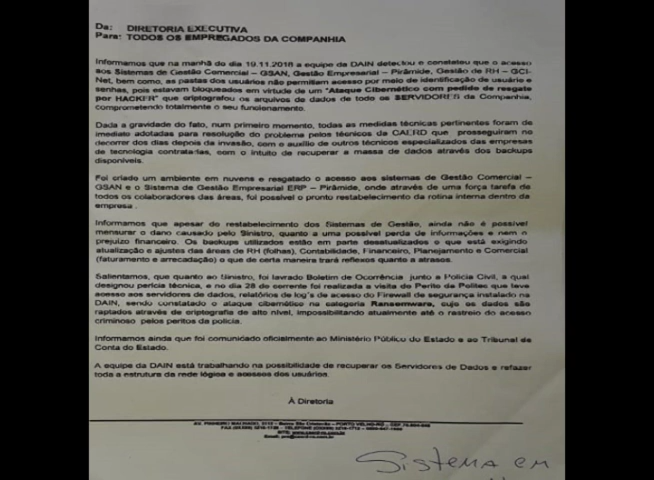 Da: DIRETORIA EXECUTIVA
Para: TODOS OS EMPREGADOS DA COMPANHIA
Informamos que na manhã do dia 19.11.2018 a equipe da DAIN detectou e constatou que o acesso
aos Sistemas de Gestão Comercial – GSAN, Gestão Empresarial – Pirâmide, Gestão de RH – GCI-
Net, bem como, as pastas dos usuários não permitiam acesso por meio de identificação de usuário e
senhas, pois estavam bloqueados em virtude de um "Ataque Cibernético com pedido de resgate
por HACKER" que criptografou os arquivos de dados de todo os SERVIDORES da Companhia,
comprometendo totalmente o seu funcionamento.
Dada a gravidade do fato, num primeiro momento, todas as medidas técnicas pertinentes foram de
imediato adotadas para resolução do problema pelos técnicos da CAERD que prosseguiram no
decorrer dos dias depois da invasão, com o auxílio de outros técnicos especializados das empresas
de tecnologia contratadas, com o intuito de recuperar a massa de dados através dos backups
disponíveis.
Foi criado um ambiente em nuvens e resgatado o acesso aos sistemas de Gestão Comercial –
GSAN e o Sistema de Gestão Empresarial ERP – Pirâmide, onde através de uma força tarefa de
todos os colaboradores das áreas, foi possível o pronto restabelecimento da rotina interna dentro da
empresa.
Informamos que apesar do restabelecimento dos Sistemas de Gestão, ainda não é possível
mensurar o dano causado pelo Sinistro, quanto a uma possível perda de informações e nem o
prejuízo financeiro. Os backups utilizados estão em parte desatualizados o que está exigindo
atualização e ajustes das áreas de RH (folhas), Contabilidade, Financeiro, Planejamento e Comercial
(faturamento e arrecadação) o que de certa maneira trará reflexos quanto a atrasos.
Salientamos, que quanto ao Sinistro, foi lavrado Boletim de Ocorrência junto a Polícia Civil, a qual
designou perícia técnica, e no dia 28 de corrente foi realizada a visita do Perito da Politec que teve
acesso aos servidores de dados, relatórios de log's de acesso do Firewall de segurança instalado na
DAIN, sendo constatado o ataque cibernético na categoria Ransomware, cujo os dados são
raptados através de criptografia de alto nível, impossibilitando atualmente até o rastreio do acesso
criminoso pelos peritos da polícia.
Informamos ainda que foi comunicado oficialmente ao Ministério Público do Estado e ao Tribunal de
Conta do Estado.
A equipe da DAIN está trabalhando na possibilidade de recuperar os Servidores de Dados e refazer
toda a estrutura da rede lógica e acessos dos usuários.
À Diretoria
AV. PINHEIRO MACHADO, PORTO VELHO-RO
Sistema em